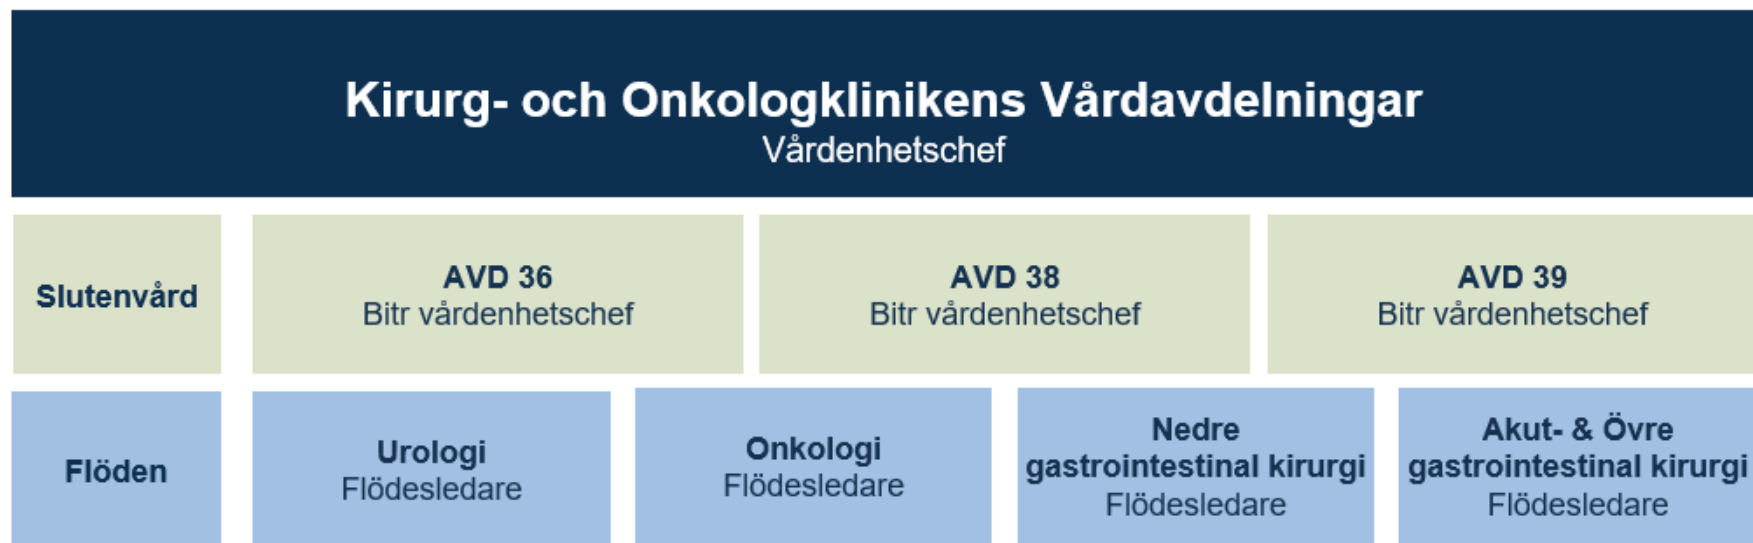 Kirurg- och Onkologklinikens Vårdavdelningar
Vårdenhetschef
Slutenvård
AVD 36
Bitr vårdenhetschef
AVD 38
Bitr vårdenhetschef
AVD 39
Bitr vårdenhetschef
Flöden
Urologi
Flödesledare
Onkologi
Flödesledare
Nedre
gastrointestinal kirurgi
Flödesledare
Akut- & Övre
gastrointestinal kirurgi
Flödesledare